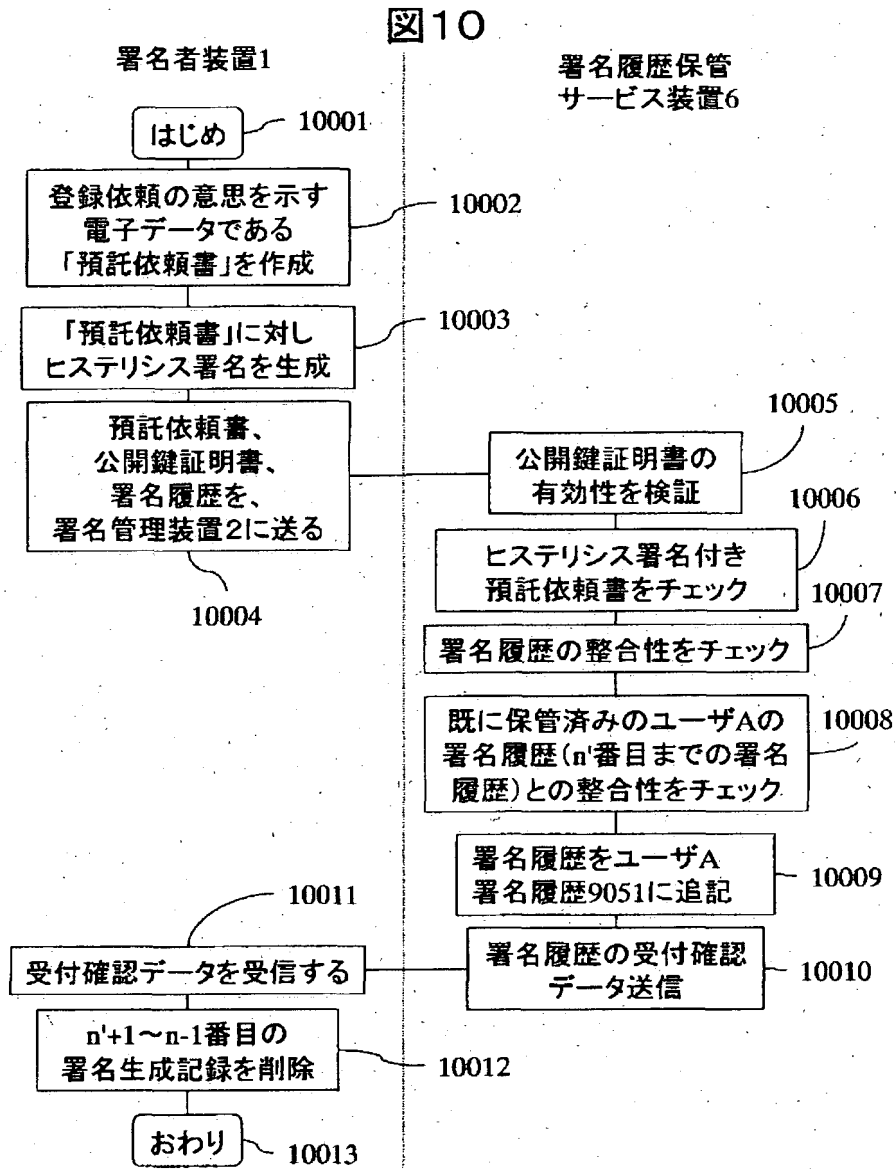 図10
署名者装置1
署名履歴保管
サービス装置6
はじめ
10001
登録依頼の意思を示す
電子データである
「預託依頼書」を作成
10002
「預託依頼書」に対し
ヒステリシス署名を生成
10003
預託依頼書、
公開鍵証明書、
署名履歴を、
署名管理装置2に送る
10004
10005
公開鍵証明書の
有効性を検証
10006
ヒステリシス署名付き
預託依頼書をチェック
10007
署名履歴の整合性をチェック
既に保管済みのユーザAの
署名履歴(n'番目までの署名
履歴)との整合性をチェック
10008
署名履歴をユーザA
署名履歴9051に追記
10009
署名履歴の受付確認
データ送信
10010
10011
受付確認データを受信する
n'+1～n-1番目の
署名生成記録を削除
10012
おわり
10013